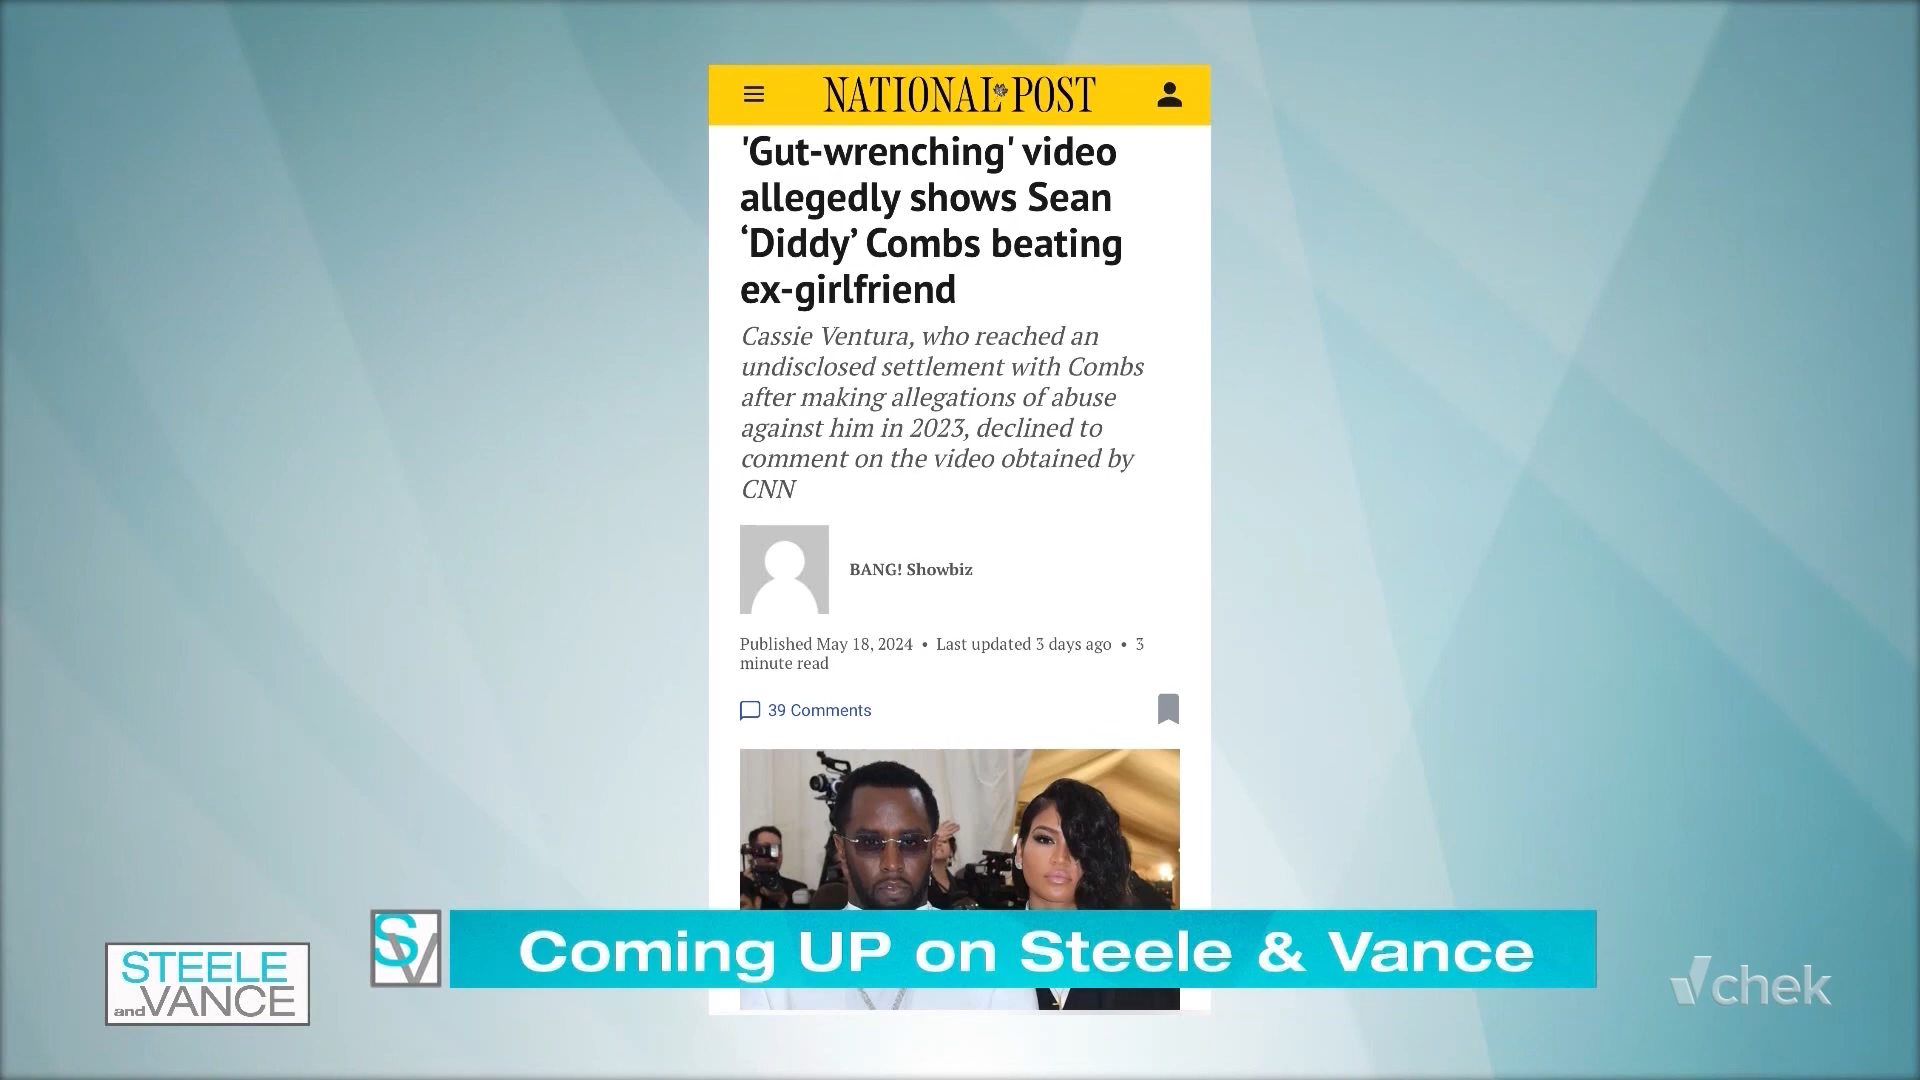 NATIONAL POST
'Gut-wrenching' video
allegedly shows Sean
‘Diddy’ Combs beating
ex-girlfriend
Cassie Ventura, who reached an
undisclosed settlement with Combs
after making allegations of abuse
against him in 2023, declined to
comment on the video obtained by
CNN
BANG! Showbiz
Published May 18, 2024 • Last updated 3 days ago • 3
minute read
39 Comments
SV
Coming UP on Steele & Vance
STEELE
andVANCE
chek